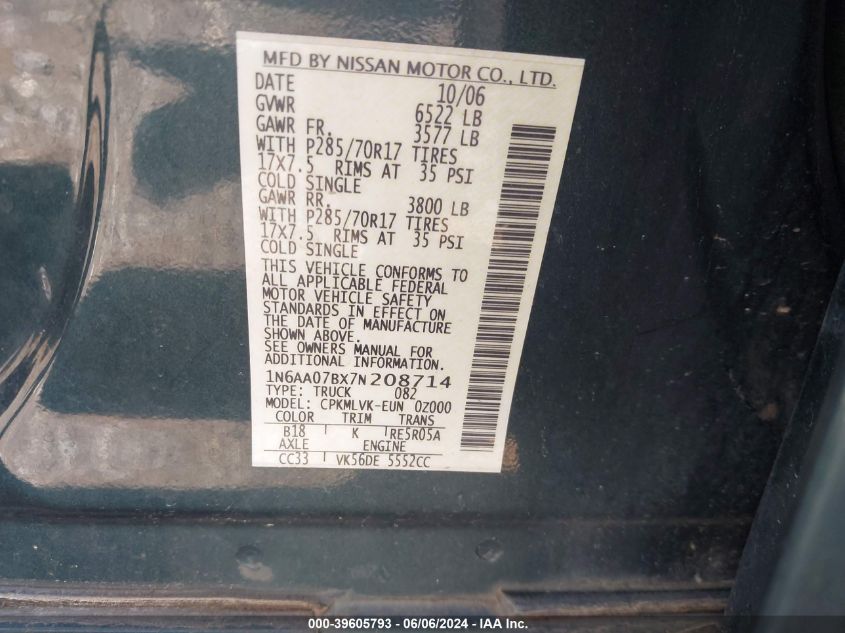 MFD BY NISSAN MOTOR CO., LTD.
DATE 10/06
GVWR 6522 LB
GAWR FR. 3577 LB
WITH P285/70R17 TIRES
17X7.5 RIMS AT 35 PSI
COLD SINGLE
GAWR RR. 3800 LB
WITH P285/70R17 TIRES
17X7.5 RIMS AT 35 PSI
COLD SINGLE
THIS VEHICLE CONFORMS TO
ALL APPLICABLE FEDERAL
MOTOR VEHICLE SAFETY
STANDARDS IN EFFECT ON
THE DATE OF MANUFACTURE
SHOWN ABOVE.
SEE OWNERS MANUAL FOR
ADDITIONAL INFORMATION.
1N6AA07BX7N208714
TYPE: TRUCK 082
MODEL: CPKMLVK-EUN 0Z000
COLOR TRIM TRANS
B18 K RE5R05A
AXLE ENGINE
CC33 VK56DE 5552CC
000-39605793 - 06/06/2024 - IAA Inc.